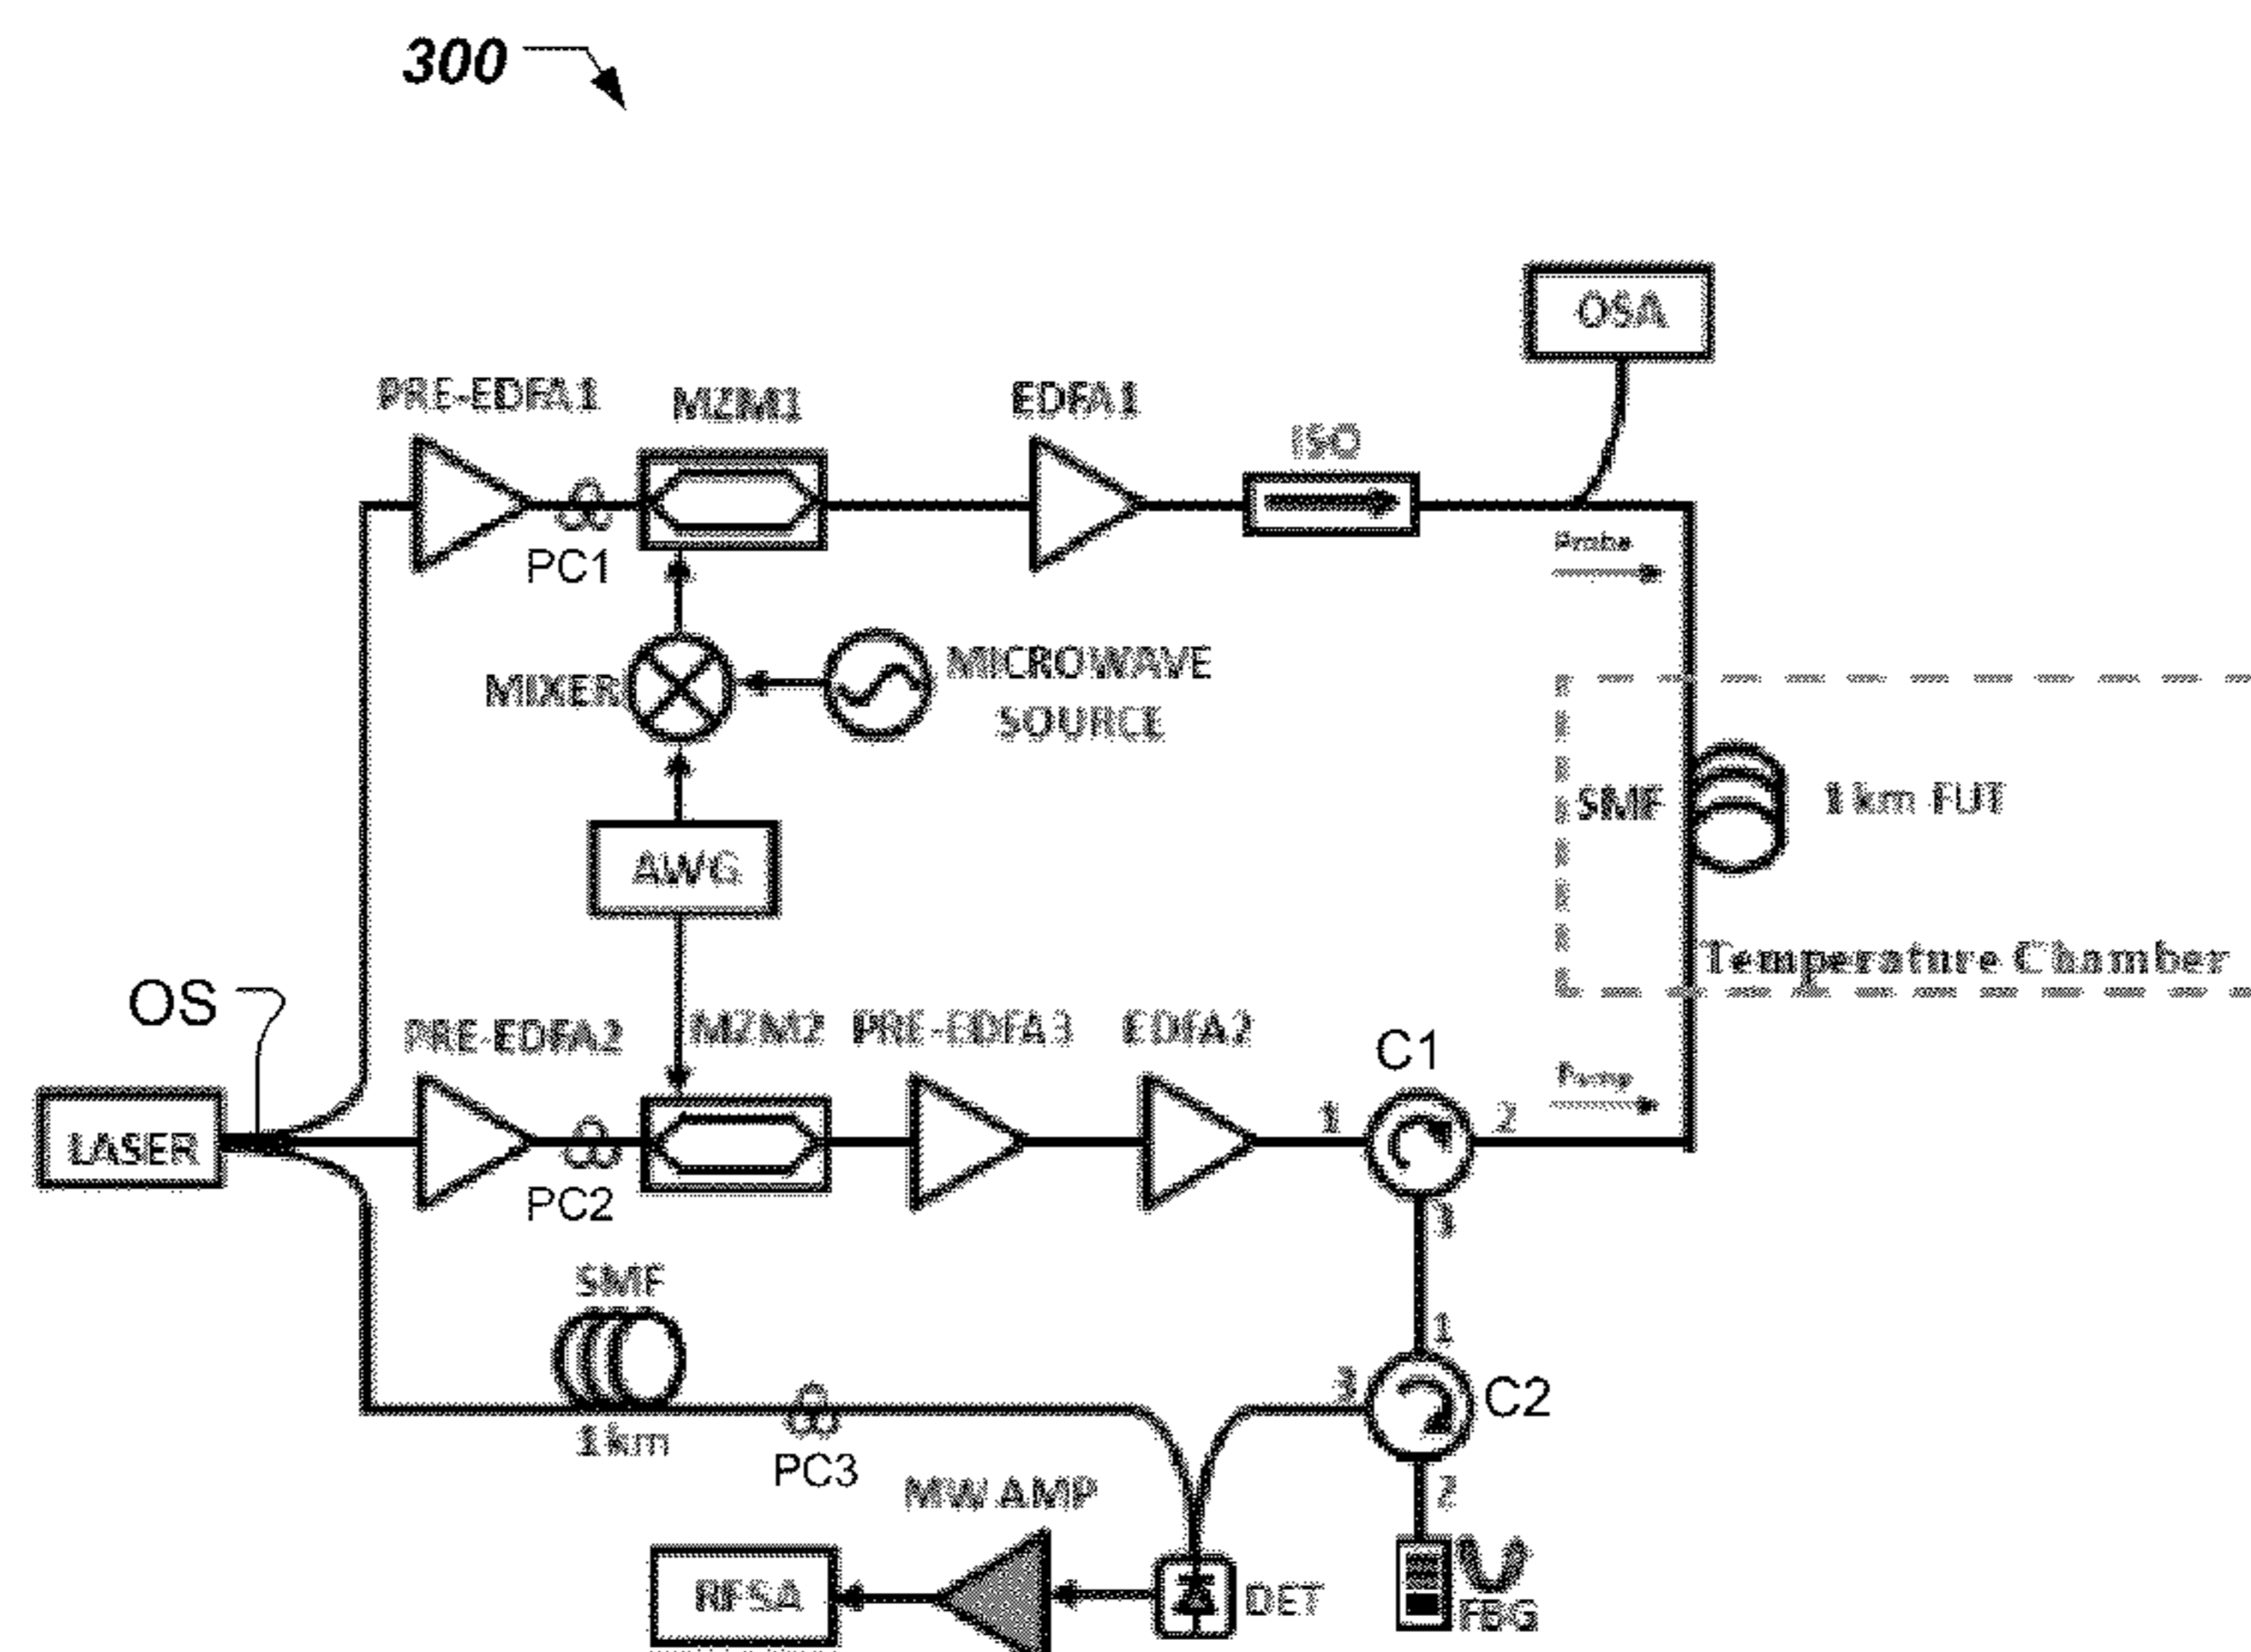 300
OSA
PRE-EDFA1
MZM1
EDFA1
ISO
PC1
Probe
MIXER
MICROWAVE
SOURCE
SMF
1 km FUT
AWG
Temperature Chamber
OS
PRE-EDFA2
MZM2
PRE-EDFA3
EDFA2
C1
Pump
LASER
1
2
PC2
3
SMF
1
3
C2
1km
PC3
2
MW AMP
RFSA
DET
FBG